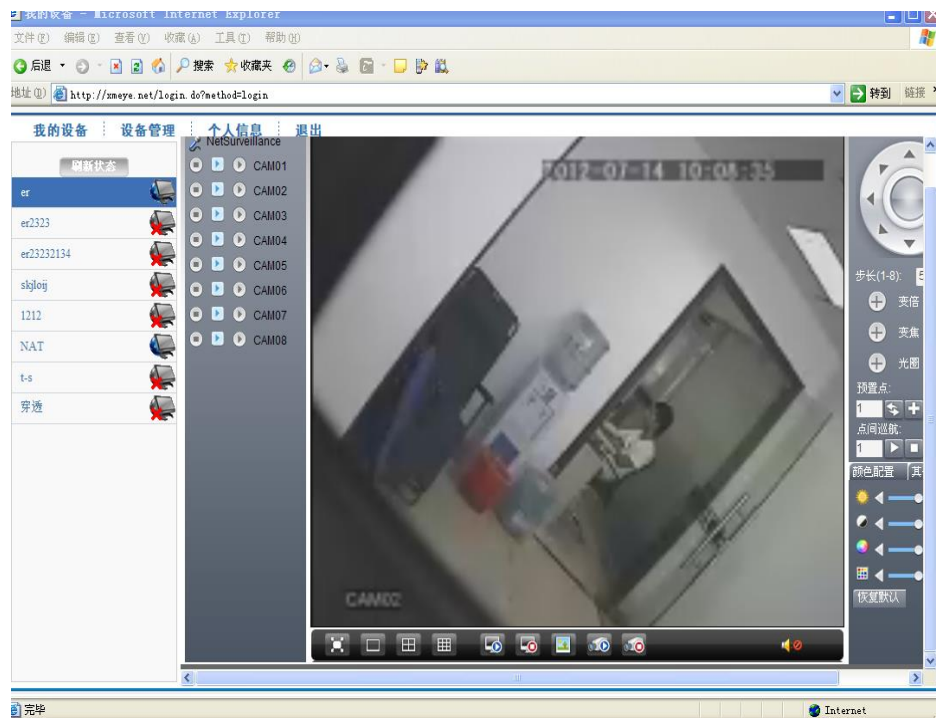 我的设备 - Microsoft Internet Explorer
文件(F) 编辑(E) 查看(V) 收藏(A) 工具(T) 帮助(H)
后退 搜索 收藏夹
地址(D) http://xmeye.net/login.do?method=login 转到 链接
我的设备 设备管理 个人信息 退出
刷新状态
er
er2323
er23232134
skjloij
1212
NAT
t-s
穿透
NetSurveillance
CAM01
CAM02
CAM03
CAM04
CAM05
CAM06
CAM07
CAM08
2012-07-14 10:08:35
CAM02
步长(1-8): 5
变倍
变焦
光圈
预置点:
1
点间巡航:
1
颜色配置 其
恢复默认
完毕 Internet